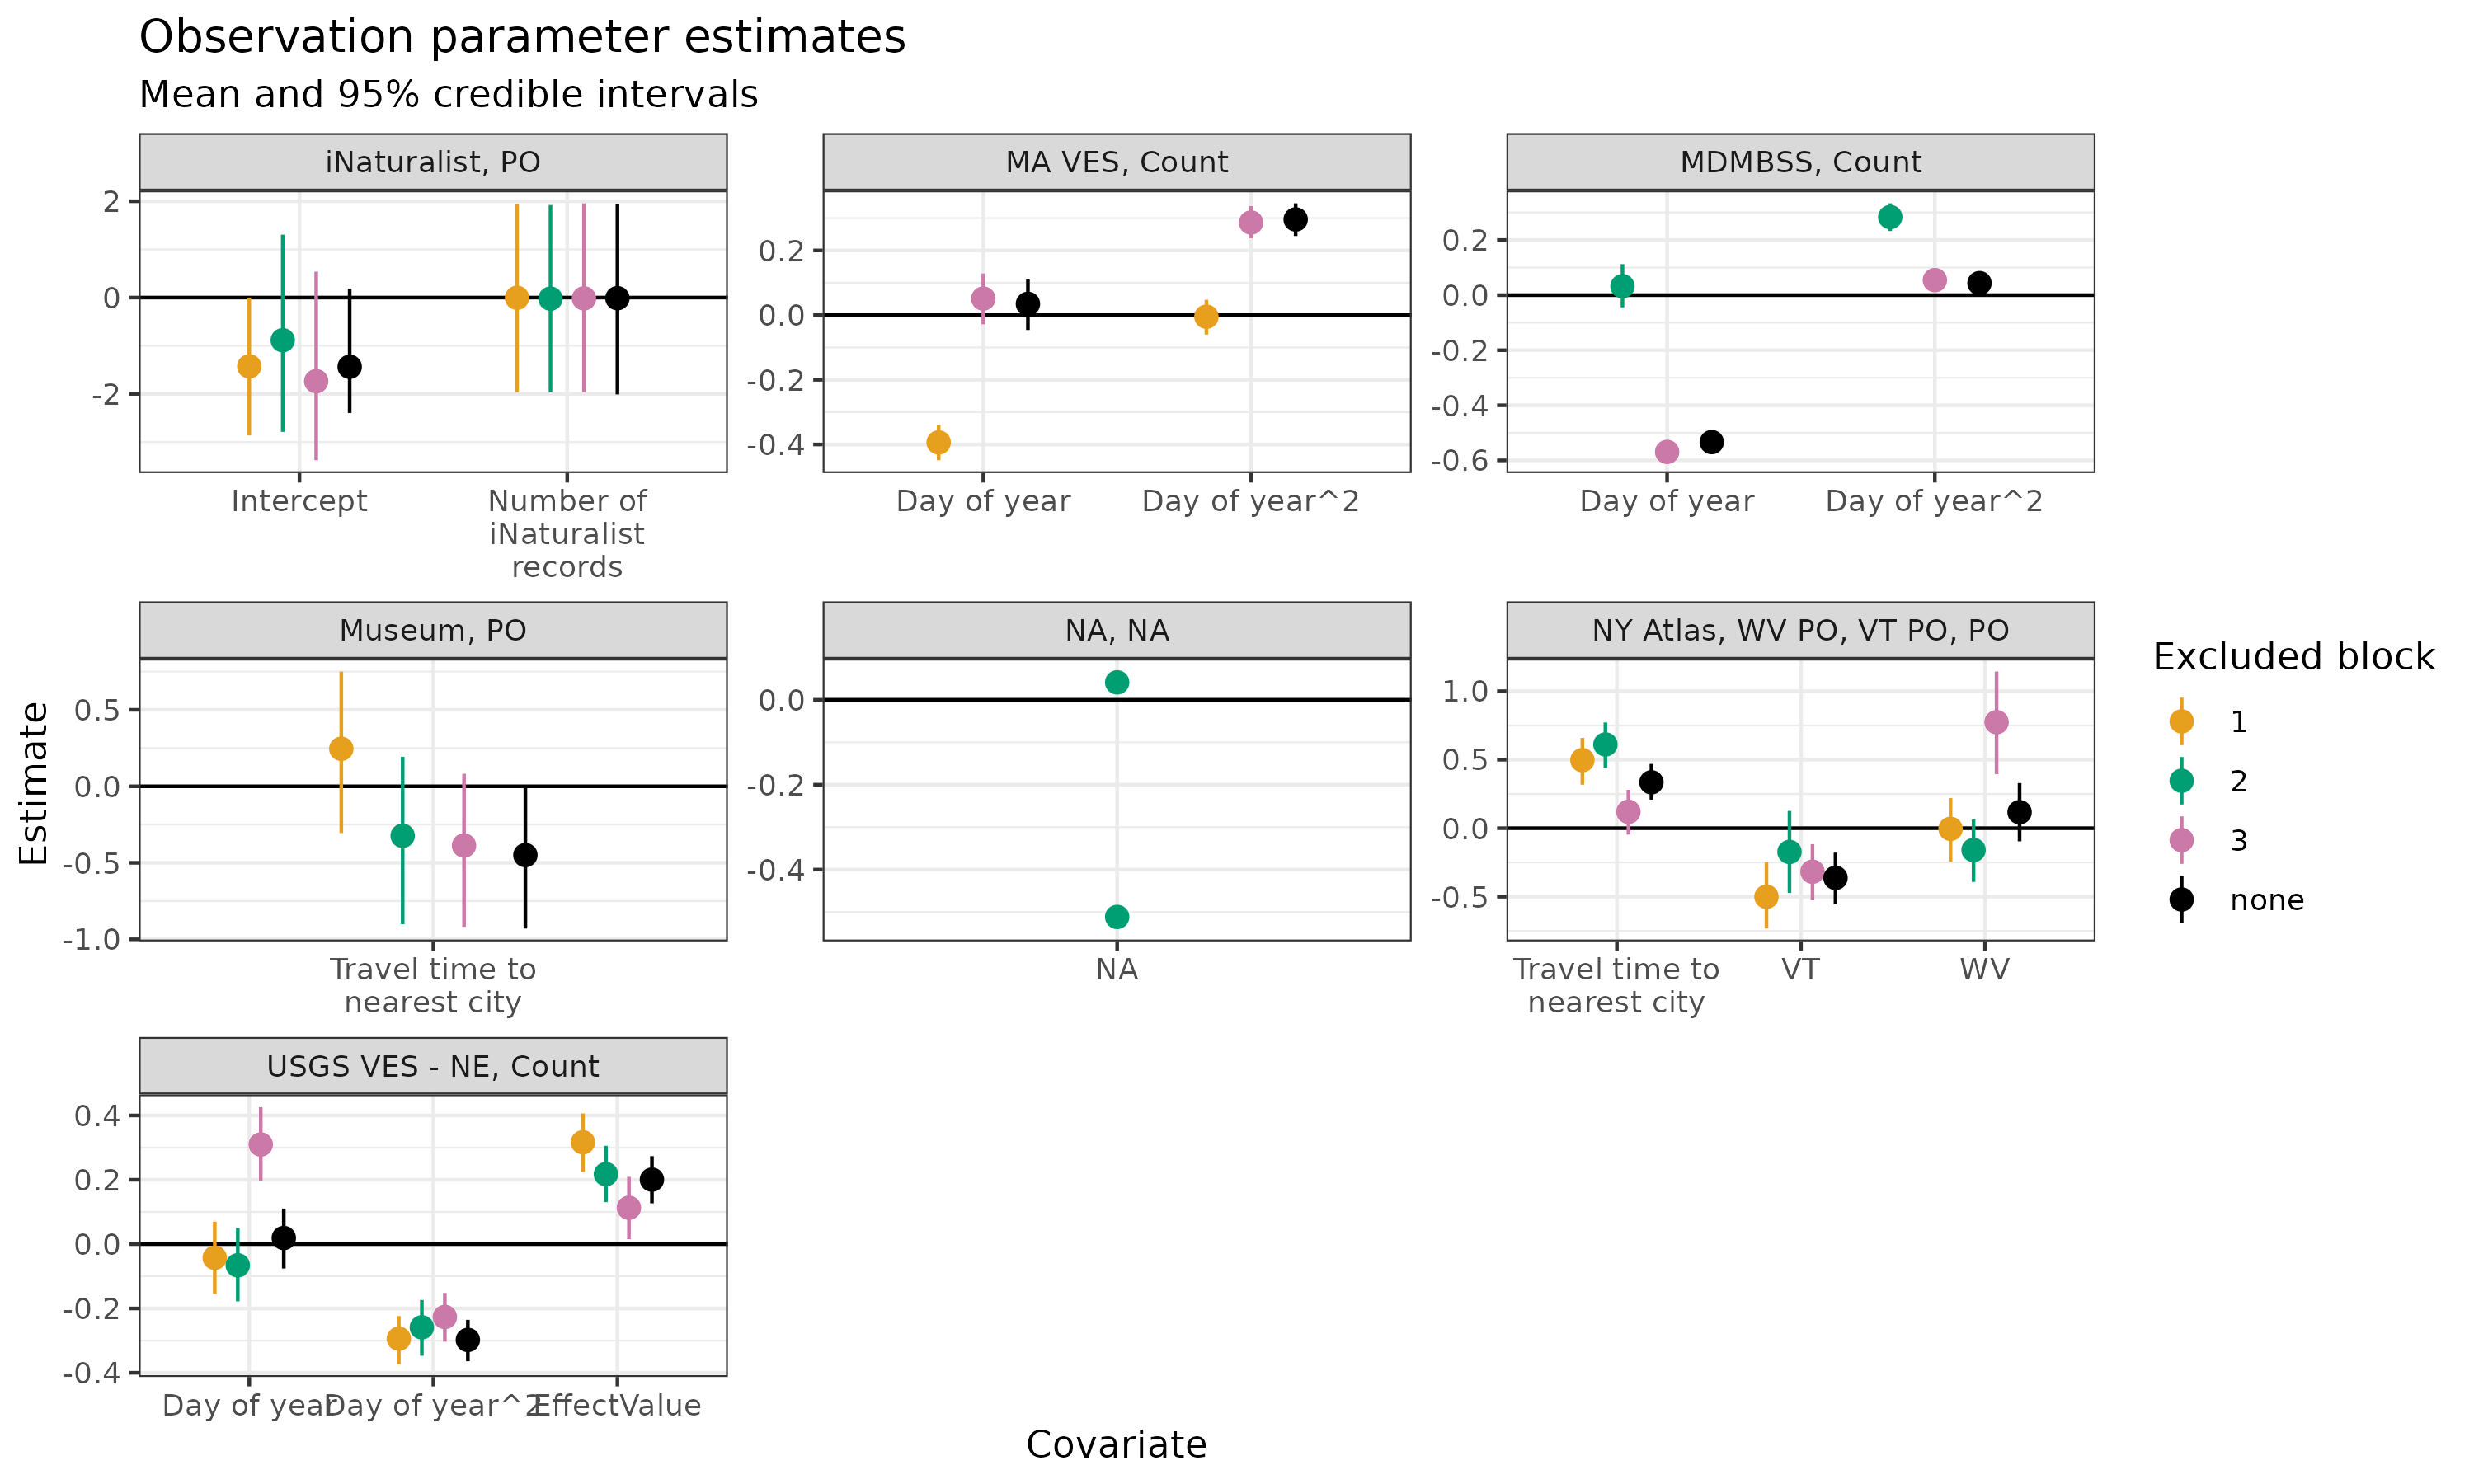 Observation parameter estimates
Mean and 95% credible intervals
iNaturalist, PO
2
0
-2
Intercept
Number of
iNaturalist
records
MA VES, Count
0.2
0.0
-0.2
-0.4
Day of year
Day of year^2
MDMBSS, Count
0.2
0.0
-0.2
-0.4
-0.6
Day of year
Day of year^2
Estimate
Museum, PO
0.5
0.0
-0.5
-1.0
Travel time to
nearest city
NA, NA
0.0
-0.2
-0.4
NA
NY Atlas, WV PO, VT PO, PO
1.0
0.5
0.0
-0.5
Travel time to
nearest city
VT
WV
Excluded block
1
2
3
none
USGS VES - NE, Count
0.4
0.2
0.0
-0.2
-0.4
Day of year
Day of year^2
EffectValue
Covariate